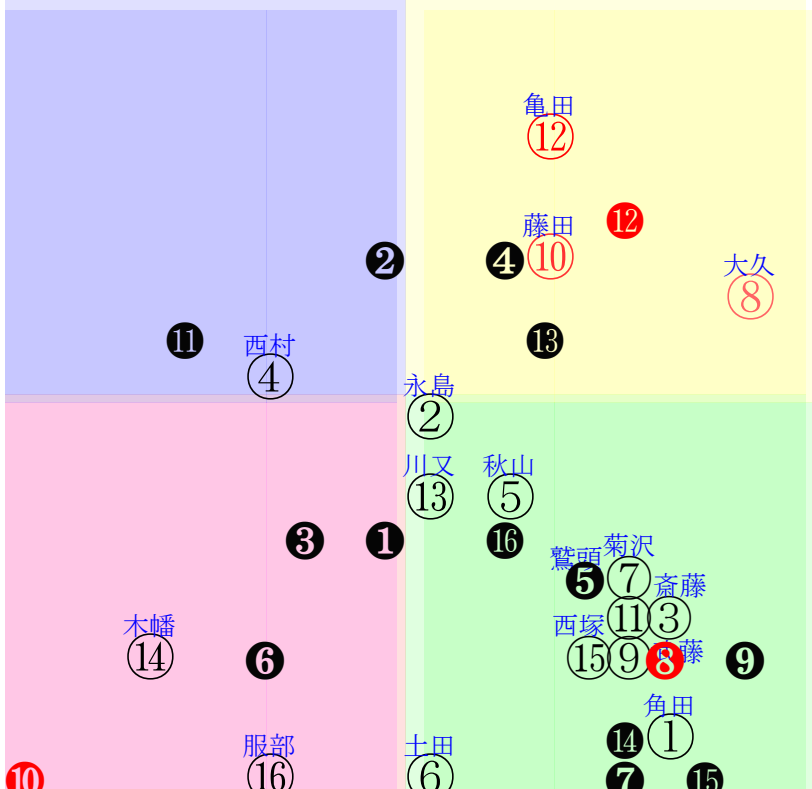 亀田
⑫
⓬
藤田
❷
❹
⑩
大久
⑧
⓫
⓭
西村
④
永島
②
川又
秋山
⑬
⑤
❸
❶
⓰
菊沢
鷲頭
❺
⑦
斎藤
⑪
③
木幡
西塚
⑭
❻
⑮
⑨
❽
❾
角田
⓮
①
服部
土田
⑯
⑥
❿
❼
⓯